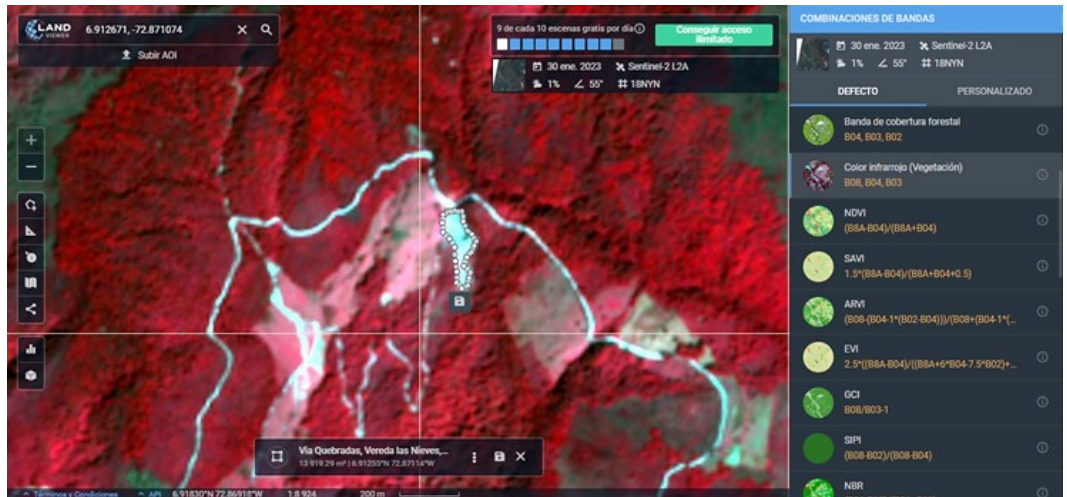 LAND
VIEWER
6.912671, -72.871074
Subir AOI
9 de cada 10 escenas gratis por día
Conseguir acceso
ilimitado
30 ene. 2023 Sentinel-2 L2A
1% 55° 18NYN
Via Quebradas, Vereda las Nieves,...
13 919.29 m² | 6.91255°N 72.87114°W
Términos y Condiciones API 6.91830°N 72.86918°W 1:8 924 200 m
COMBINACIONES DE BANDAS
30 ene. 2023 Sentinel-2 L2A
1% 55° 18NYN
DEFECTO PERSONALIZADO
Banda de cobertura forestal
B04, B03, B02
Color infrarrojo (Vegetación)
B08, B04, B03
NDVI
(B8A-B04)/(B8A+B04)
SAVI
1.5*(B8A-B04)/(B8A+B04+0.5)
ARVI
(B08-(B04-1*(B02-B04)))/(B08+(B04-1*(...
EVI
2.5*((B8A-B04)/((B8A+6*B04-7.5*B02)+...
GCI
B08/B03-1
SIPI
(B08-B02)/(B08-B04)
NBR